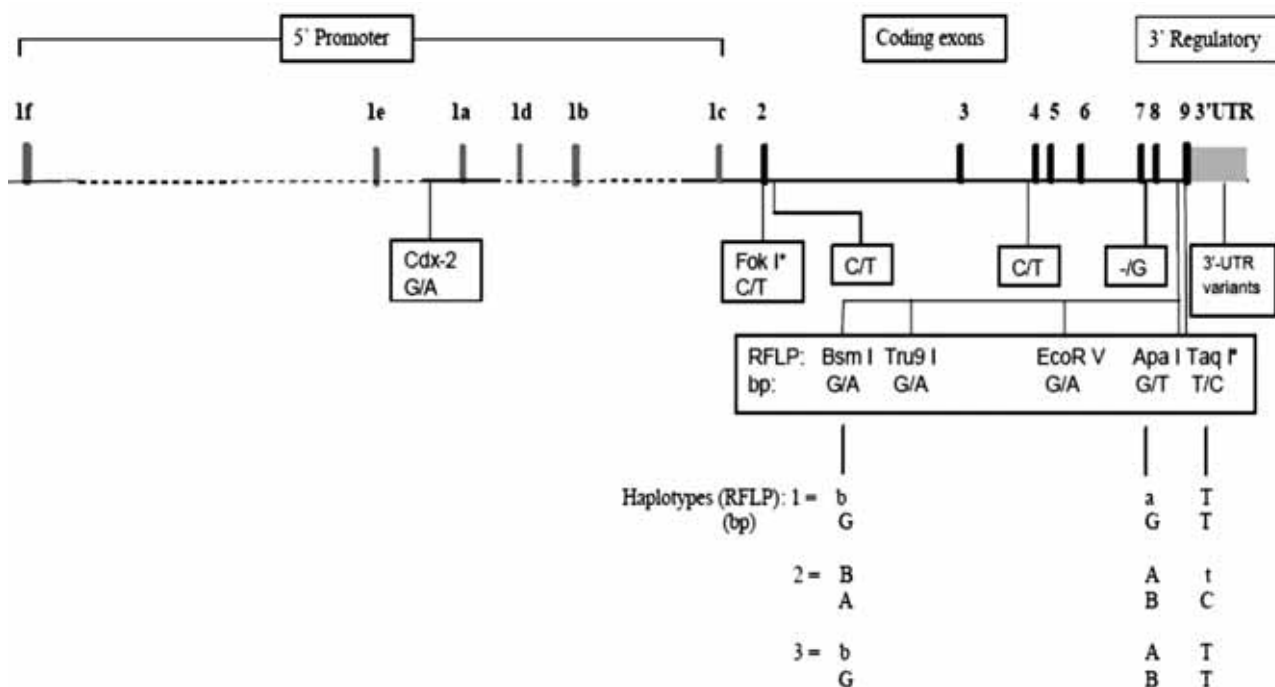 5` Promoter Coding exons 3` Regulatory
1f 1e 1a 1d 1b 1c 2 3 4 5 6 7 8 9 3'UTR
Cdx-2 Fok I* C/T C/T -/G 3'-UTR
G/A C/T variants
RFLP: Bsm I Tru9 I EcoR V Apa I Taq I*
bp: G/A G/A G/A G/T T/C
Haplotypes (RFLP): 1 = b a T
(bp) G G T
2 = B A t
A B C
3 = b A T
G B T